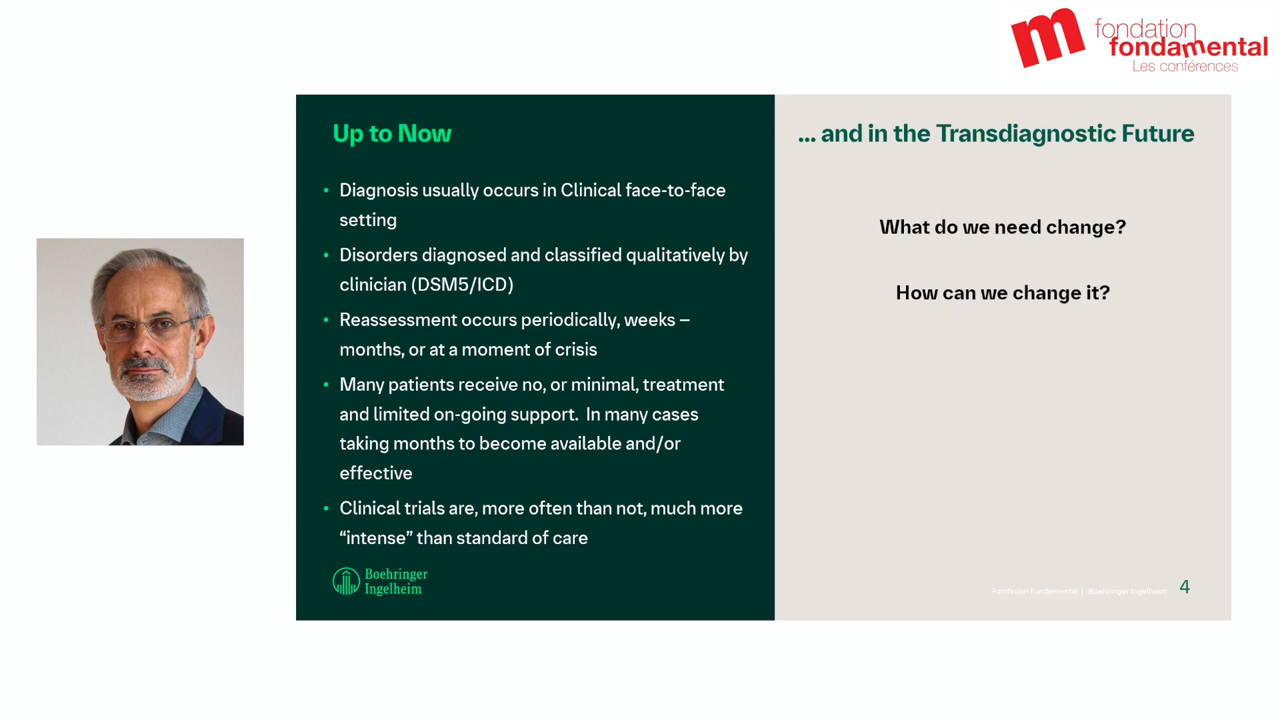 fondation
fondamental
Les conférences
Up to Now
• Diagnosis usually occurs in Clinical face-to-face
setting
• Disorders diagnosed and classified qualitatively by
clinician (DSM5/ICD)
• Reassessment occurs periodically, weeks –
months, or at a moment of crisis
• Many patients receive no, or minimal, treatment
and limited on-going support.  In many cases
taking months to become available and/or
effective
• Clinical trials are, more often than not, much more
“intense” than standard of care
Boehringer
Ingelheim
... and in the Transdiagnostic Future
What do we need change?
How can we change it?
Fondacion Fundamental | Boehringer Ingelheim 4